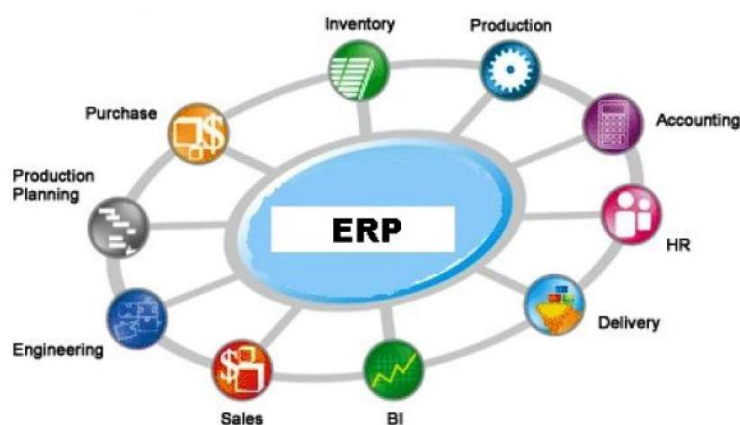 Inventory
Production
Purchase
Accounting
Production
Planning
ERP
HR
Delivery
Engineering
Sales
BI